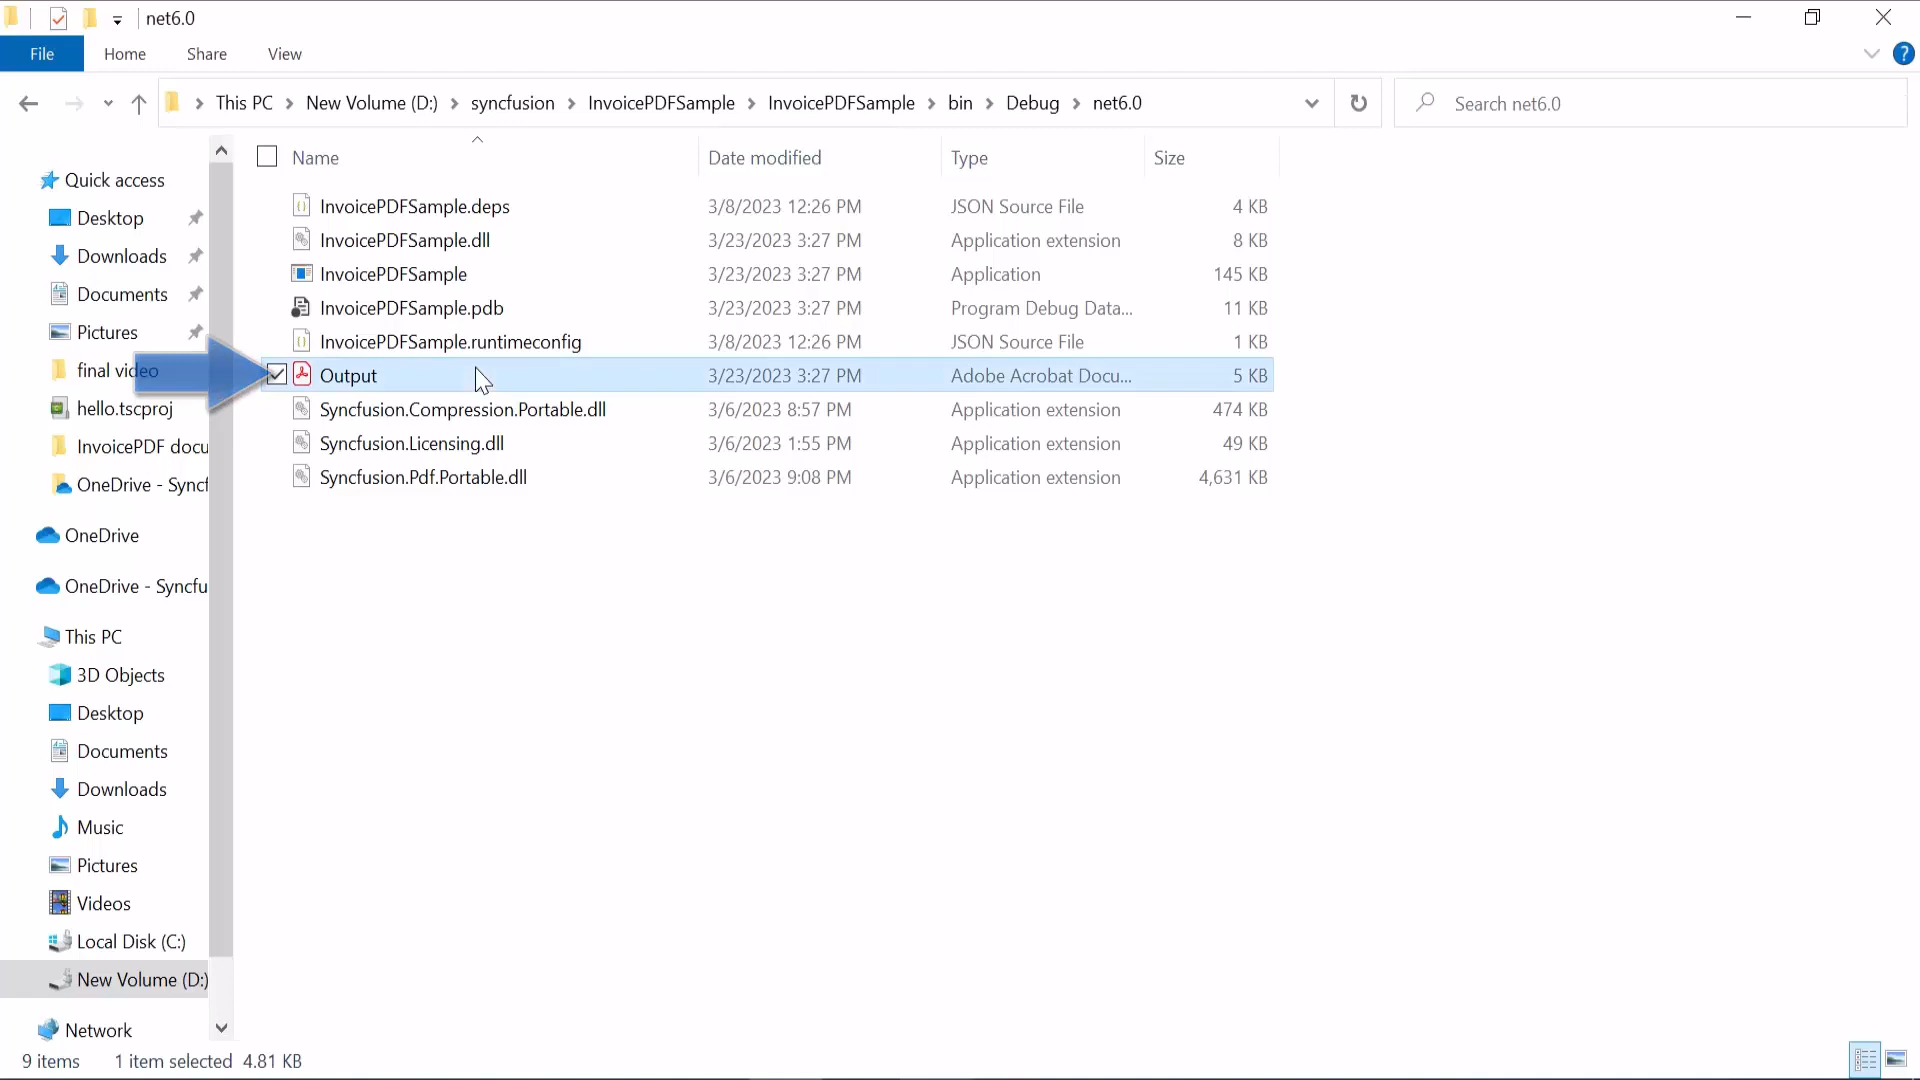 net6.0
File Home Share View
This PC New Volume (D:) syncfusion InvoicePDFSample InvoicePDFSample bin Debug net6.0
Search net6.0
Name Date modified Type Size
InvoicePDFSample.deps 3/8/2023 12:26 PM JSON Source File 4 KB
InvoicePDFSample.dll 3/23/2023 3:27 PM Application extension 8 KB
InvoicePDFSample 3/23/2023 3:27 PM Application 145 KB
InvoicePDFSample.pdb 3/23/2023 3:27 PM Program Debug Data... 11 KB
InvoicePDFSample.runtimeconfig 3/8/2023 12:26 PM JSON Source File 1 KB
Output 3/23/2023 3:27 PM Adobe Acrobat Docu... 5 KB
Syncfusion.Compression.Portable.dll 3/6/2023 8:57 PM Application extension 474 KB
Syncfusion.Licensing.dll 3/6/2023 1:55 PM Application extension 49 KB
Syncfusion.Pdf.Portable.dll 3/6/2023 9:08 PM Application extension 4,631 KB
Quick access
Desktop
Downloads
Documents
Pictures
final video
hello.tscproj
InvoicePDF docu
OneDrive - Syncf
OneDrive
OneDrive - Syncfu
This PC
3D Objects
Desktop
Documents
Downloads
Music
Pictures
Videos
Local Disk (C:)
New Volume (D:)
Network
9 items 1 item selected 4.81 KB